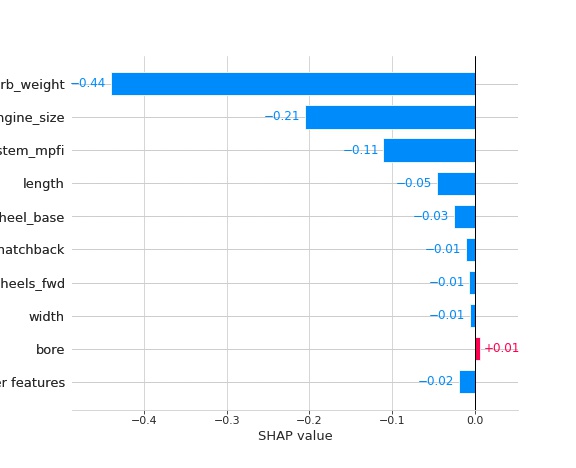 rb_weight −0.44
ngine_size −0.21
stem_mpfi −0.11
length −0.05
heel_base −0.03
hatchback −0.01
heels_fwd −0.01
width −0.01
bore +0.01
er features −0.02
−0.4 −0.3 −0.2 −0.1 0.0
SHAP value